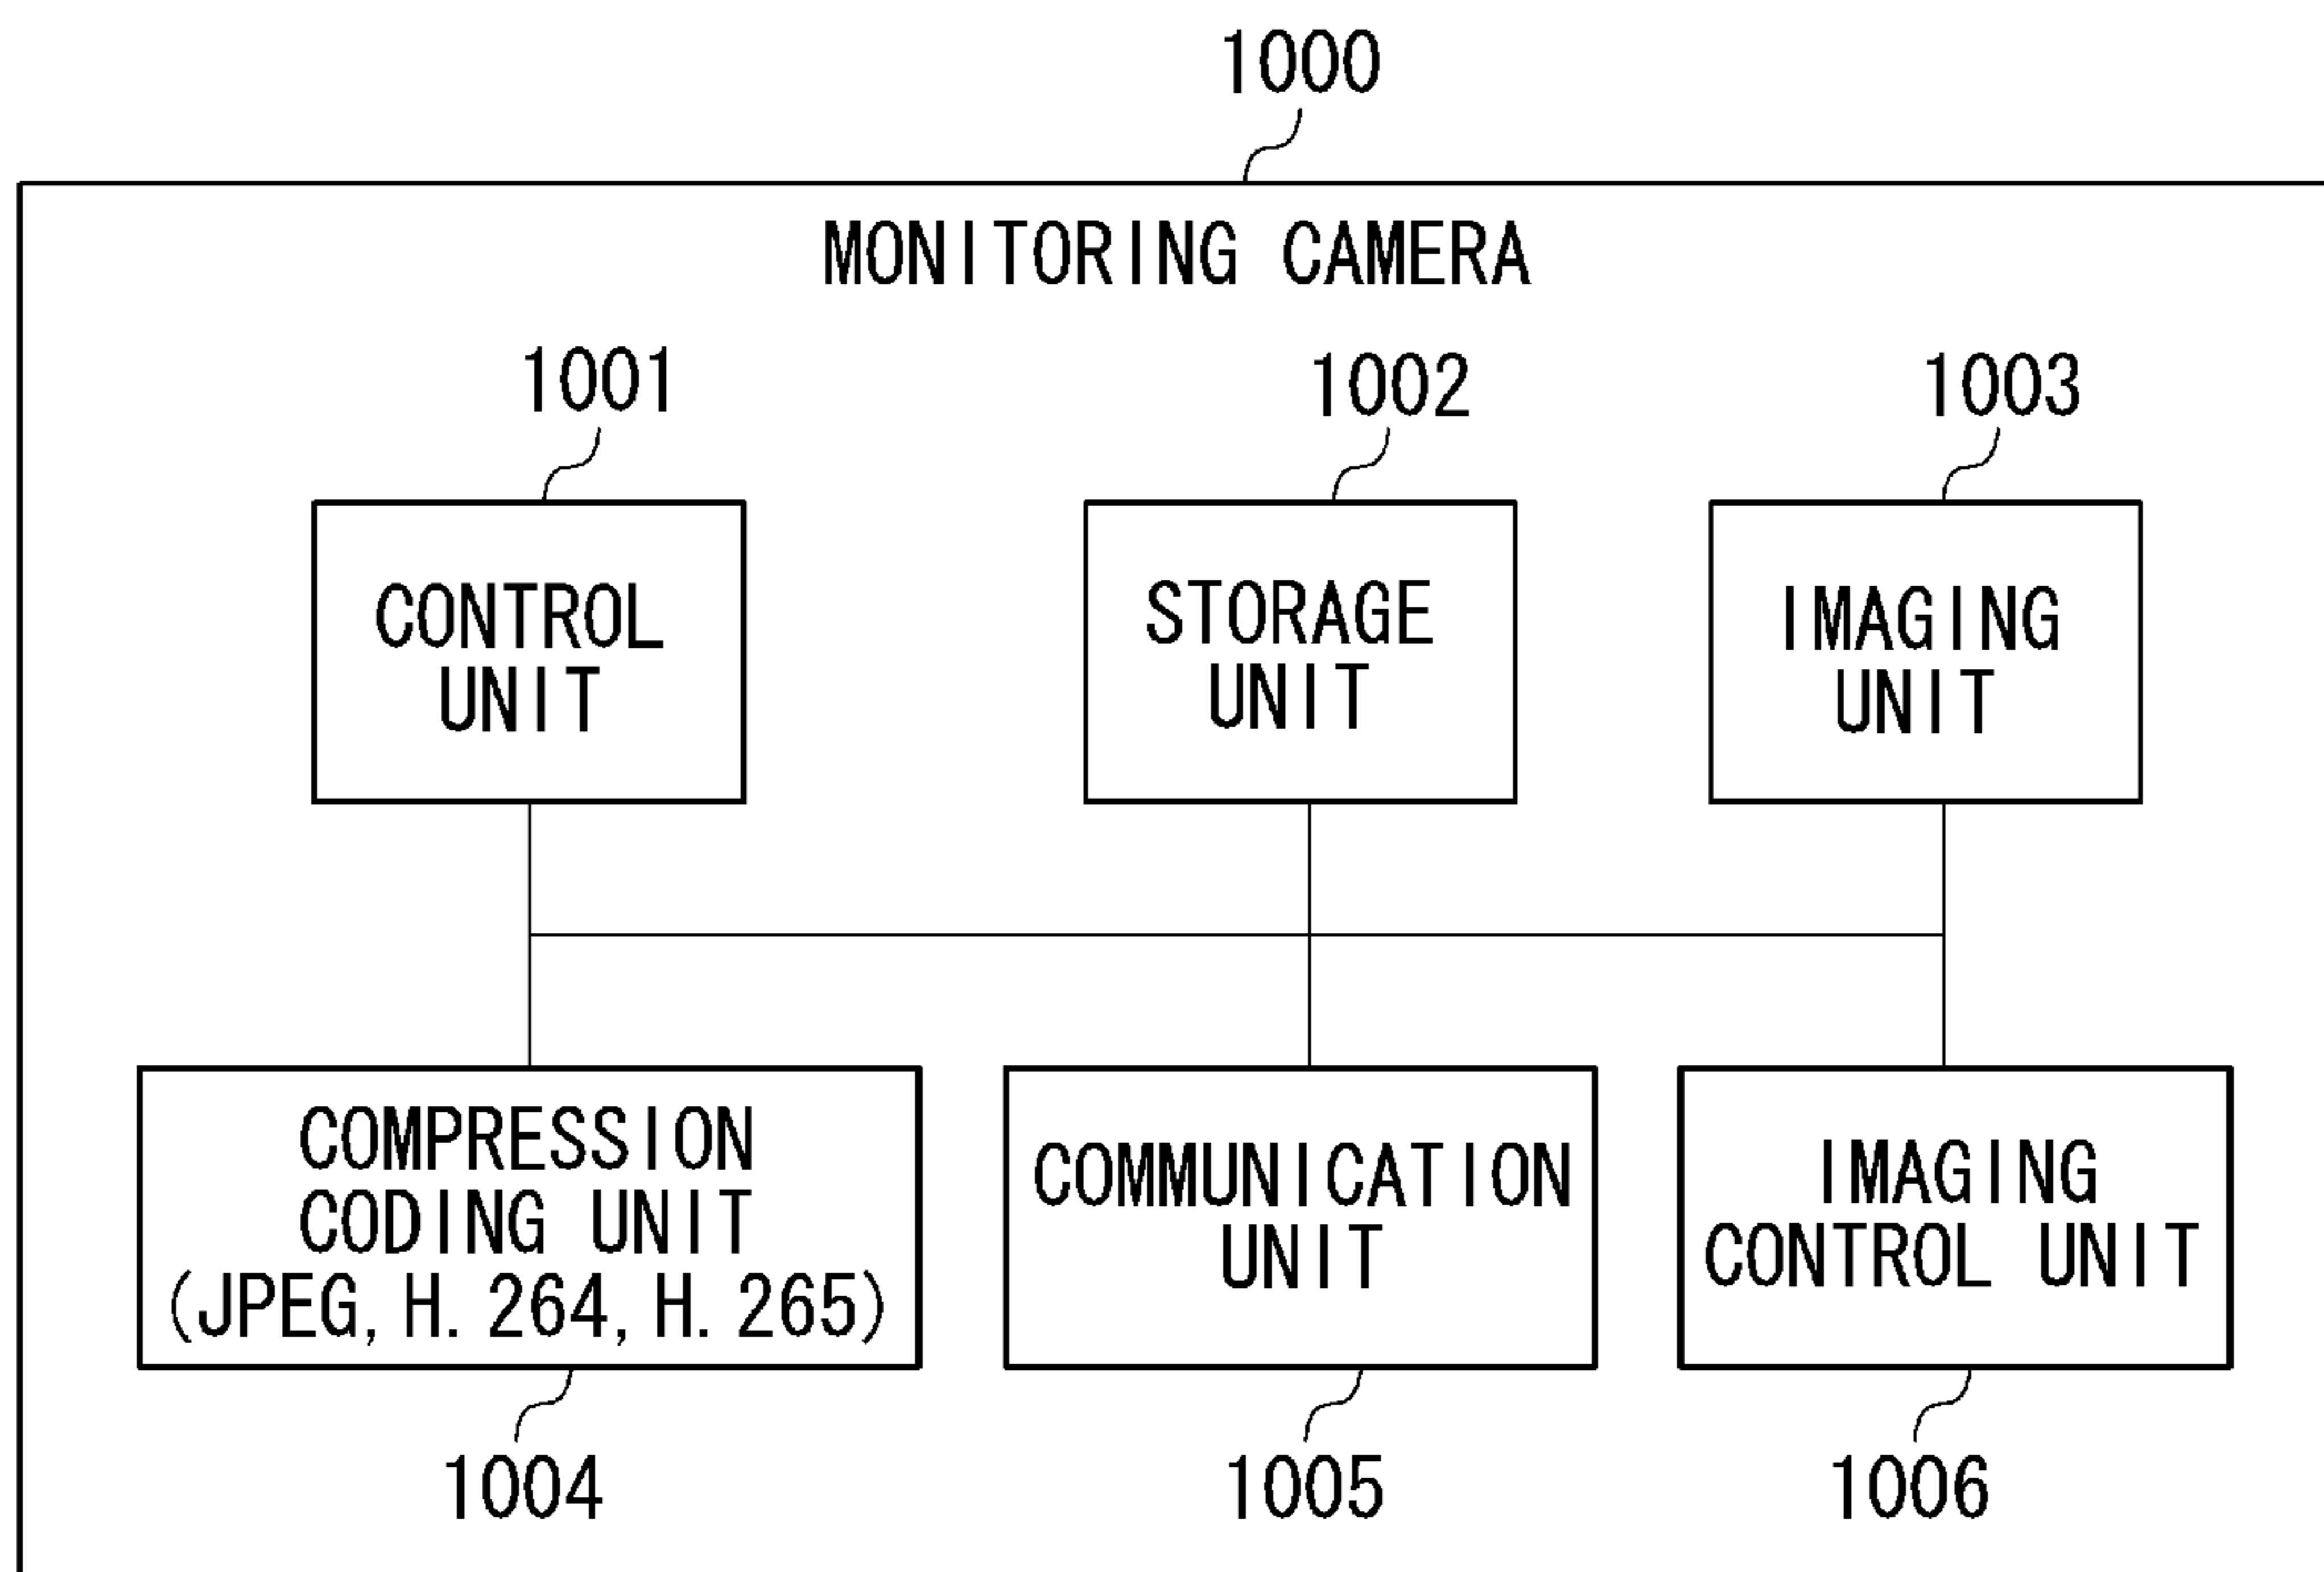 1000
MONITORING CAMERA
1001
1002
1003
CONTROL
UNIT
STORAGE
UNIT
IMAGING
UNIT
COMPRESSION
CODING UNIT
(JPEG, H. 264, H. 265)
COMMUNICATION
UNIT
IMAGING
CONTROL UNIT
1004
1005
1006